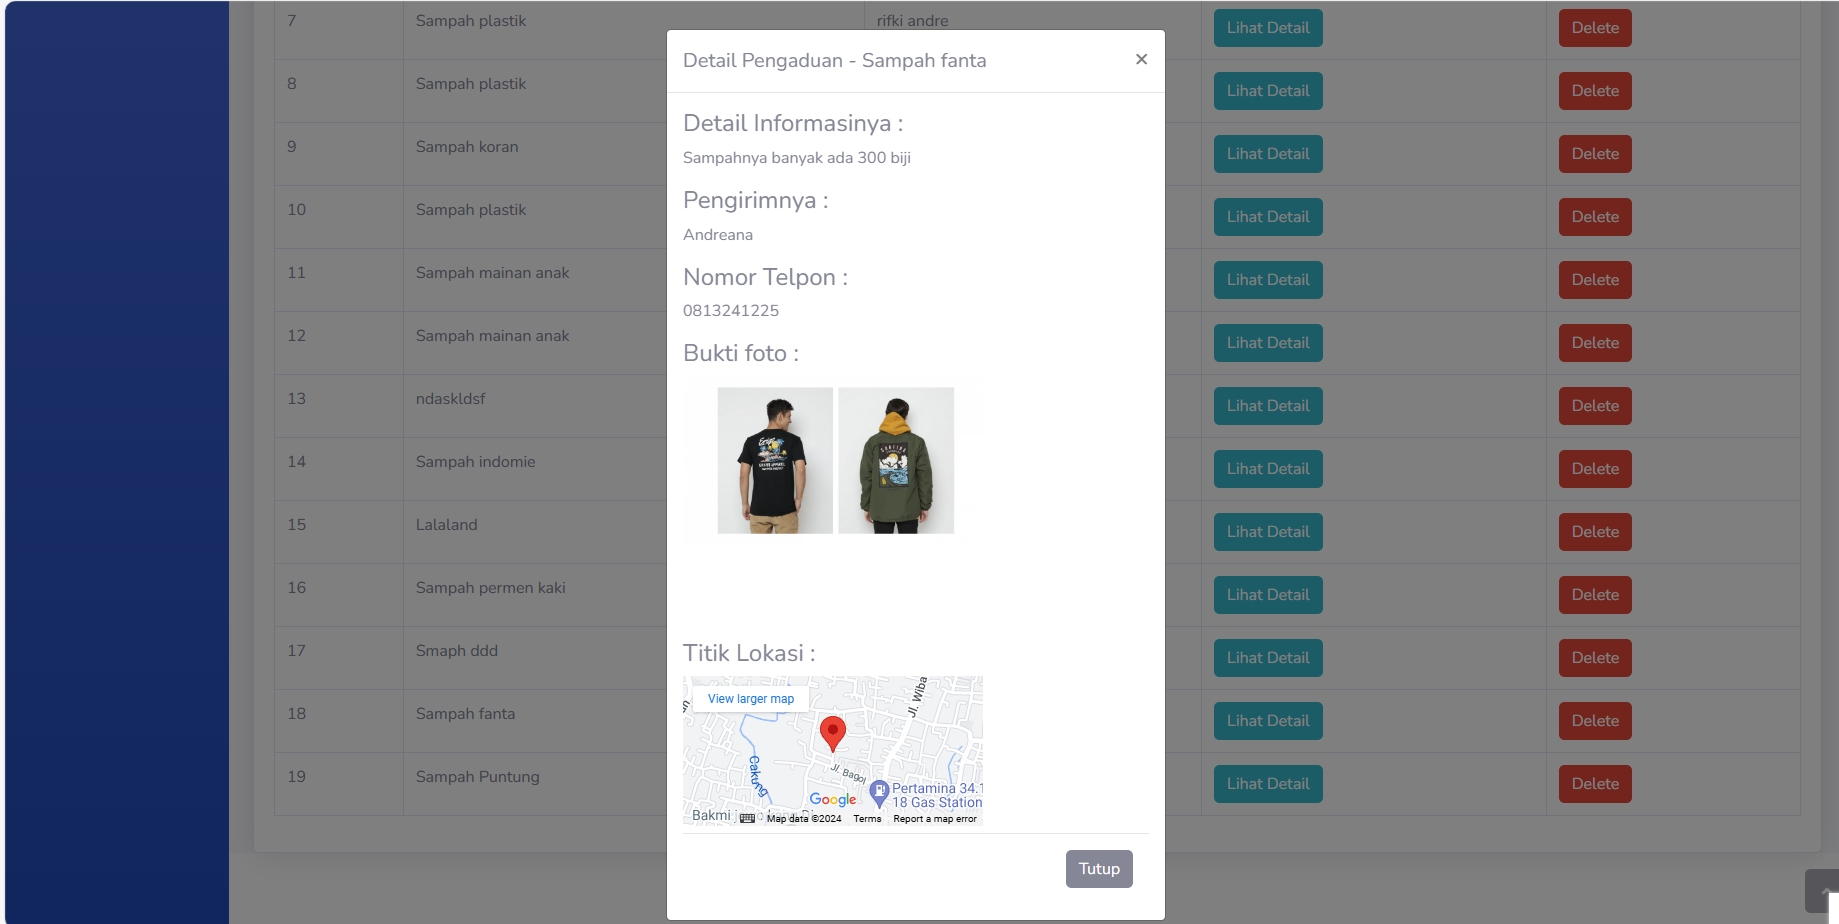 7 Sampah plastik rifki andre Lihat Detail Delete
Detail Pengaduan - Sampah fanta ×
8 Sampah plastik Lihat Detail Delete
Detail Informasinya :
9 Sampah koran Lihat Detail Delete
Sampahnya banyak ada 300 biji
Pengirimnya :
10 Sampah plastik Lihat Detail Delete
Andreana
11 Sampah mainan anak Lihat Detail Delete
Nomor Telpon :
0813241225
12 Sampah mainan anak Lihat Detail Delete
Bukti foto :
13 ndaskldsf Lihat Detail Delete
14 Sampah indomie Lihat Detail Delete
15 Lalaland Lihat Detail Delete
16 Sampah permen kaki Lihat Detail Delete
17 Smaph ddd Lihat Detail Delete
Titik Lokasi :
View larger map
Jl. Wiba
18 Sampah fanta Lihat Detail Delete
Cakung
Jl. Bagol
19 Sampah Puntung Lihat Detail Delete
Pertamina 34.1
Google
18 Gas Station
Bakmi
Map data ©2024 Terms Report a map error
Tutup